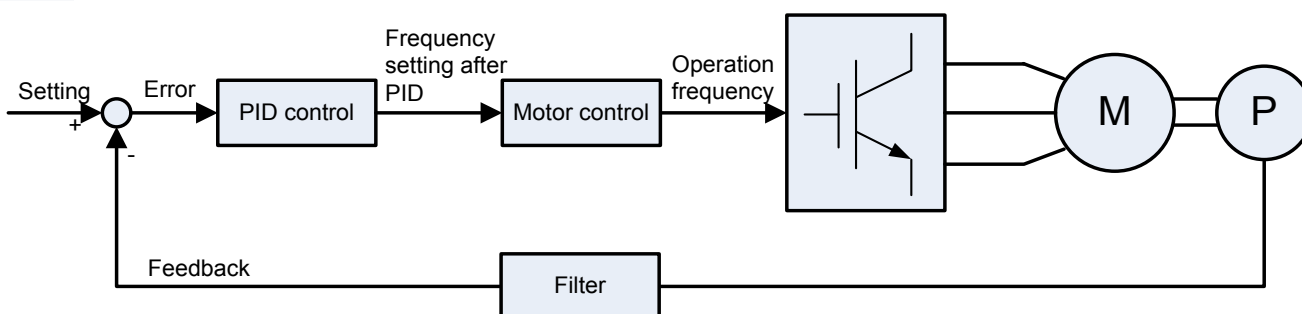 Setting
+
-
Error
PID control
Frequency
setting after
PID
Motor control
Operation
frequency
M
P
Feedback
Filter